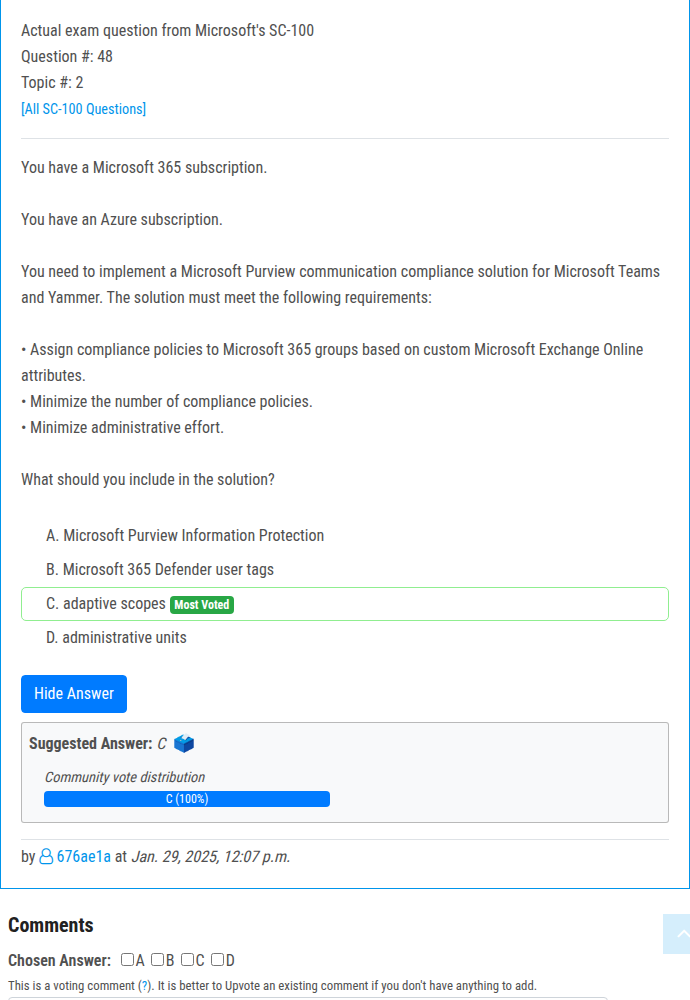 Actual exam question from Microsoft's SC-100
Question #: 48
Topic #: 2
[All SC-100 Questions]
You have a Microsoft 365 subscription.
You have an Azure subscription.
You need to implement a Microsoft Purview communication compliance solution for Microsoft Teams
and Yammer. The solution must meet the following requirements:
• Assign compliance policies to Microsoft 365 groups based on custom Microsoft Exchange Online
attributes.
• Minimize the number of compliance policies.
• Minimize administrative effort.
What should you include in the solution?
A. Microsoft Purview Information Protection
B. Microsoft 365 Defender user tags
C. adaptive scopes Most Voted
D. administrative units
Hide Answer
Suggested Answer: C
Community vote distribution
C (100%)
by 676ae1a at Jan. 29, 2025, 12:07 p.m.
Comments
Chosen Answer: A B C D
This is a voting comment (?). It is better to Upvote an existing comment if you don't have anything to add.